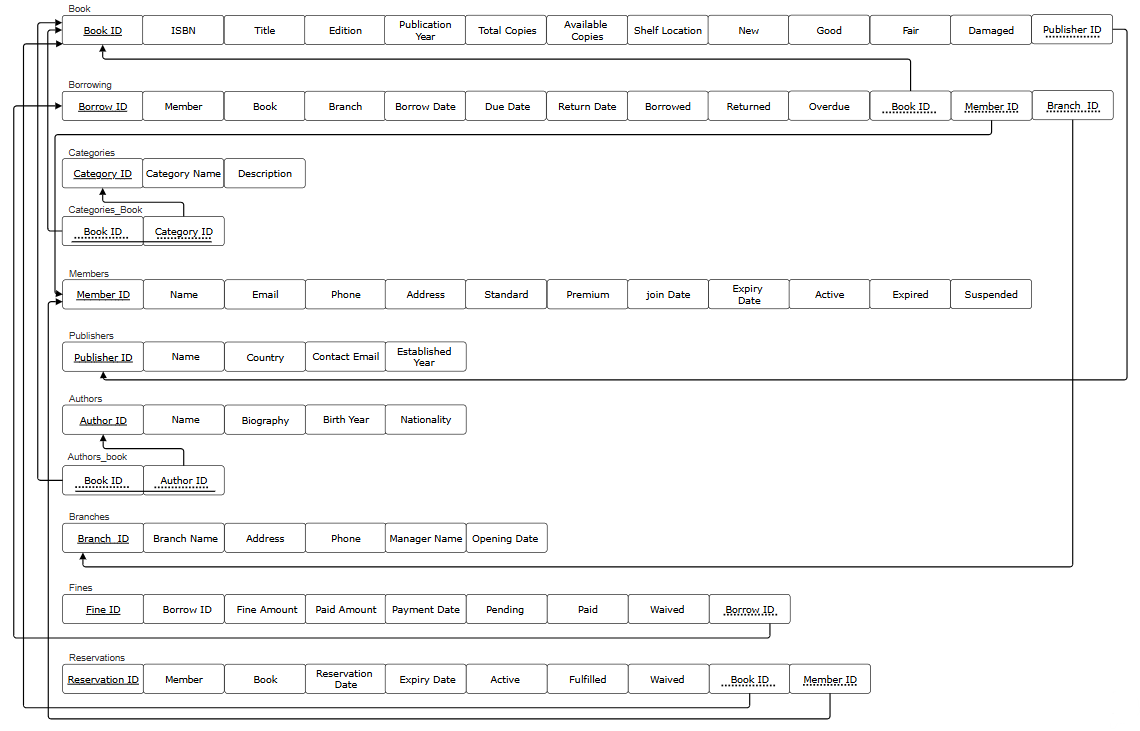 Book
Book ID ISBN Title Edition Publication Year Total Copies Available Copies Shelf Location New Good Fair Damaged Publisher ID
Borrowing
Borrow ID Member Book Branch Borrow Date Due Date Return Date Borrowed Returned Overdue Book ID Member ID Branch_ID
Categories
Category ID Category Name Description
Categories_Book
Book ID Category ID
Members
Member ID Name Email Phone Address Standard Premium join Date Expiry Date Active Expired Suspended
Publishers
Publisher ID Name Country Contact Email Established Year
Authors
Author ID Name Biography Birth Year Nationality
Authors_book
Book ID Author ID
Branches
Branch_ID Branch Name Address Phone Manager Name Opening Date
Fines
Fine ID Borrow ID Fine Amount Paid Amount Payment Date Pending Paid Waived Borrow ID
Reservations
Reservation ID Member Book Reservation Date Expiry Date Active Fulfilled Waived Book ID Member ID